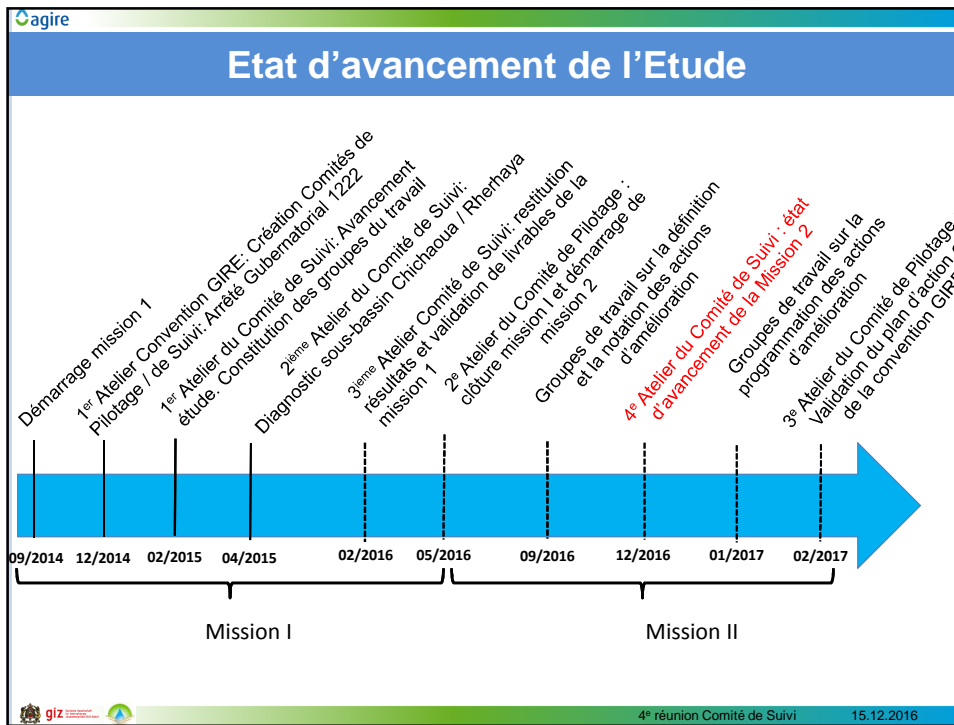 agire
Etat d'avancement de l'Etude
Démarrage mission 1
1er Atelier Convention GIRE: Création Comités de
Pilotage / de Suivi: Arrêté Gubernatorial 1222
1er Atelier du Comité de Suivi: Avancement
étude. Constitution des groupes du travail
2ième Atelier du Comité de Suivi:
Diagnostic sous-bassin Chichaoua / Rherhaya
3ieme Atelier Comité de Suivi: restitution
résultats et validation de livrables de la
mission 1
2e Atelier du Comité de Pilotage :
clôture mission I et démarrage de
mission 2
Groupes de travail sur la définition
et la notation des actions
d'amélioration
4e Atelier du Comité de Suivi : état
d'avancement de la Mission 2
Groupes de travail sur la
programmation des actions
d'amélioration
3e Atelier du Comité de Pilotage
Validation du plan d'action
de la convention GIRE
09/2014 12/2014 02/2015 04/2015 02/2016 05/2016 09/2016 12/2016 01/2017 02/2017
Mission I Mission II
giz
4e réunion Comité de Suivi 15.12.2016